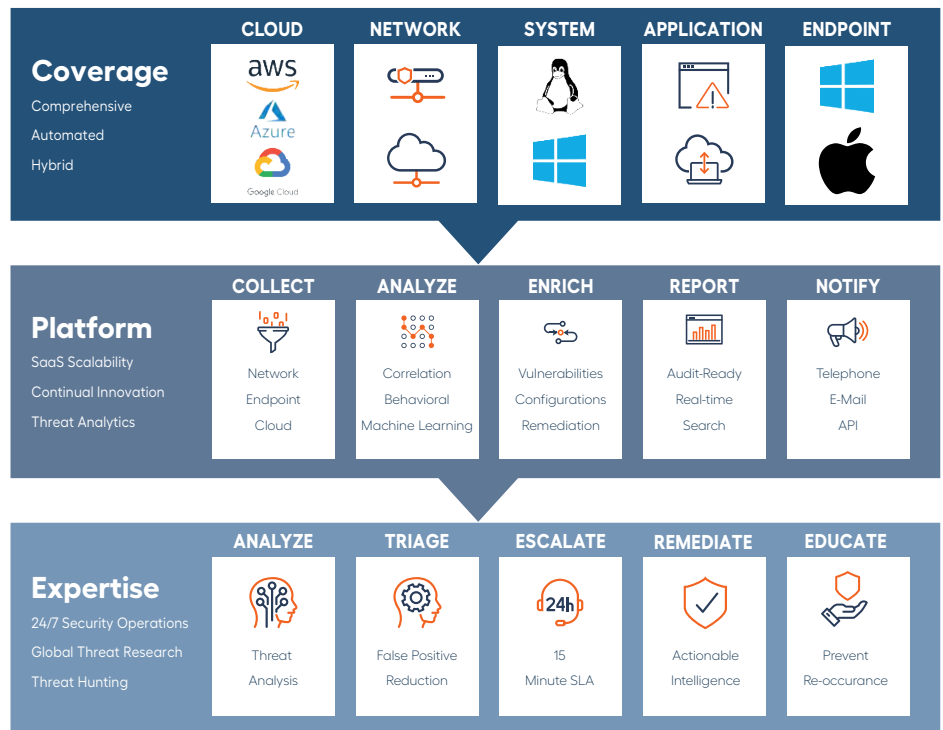 CLOUD NETWORK SYSTEM APPLICATION ENDPOINT
Coverage
Comprehensive
Automated
Hybrid
aws
Azure
Google Cloud
COLLECT ANALYZE ENRICH REPORT NOTIFY
Platform
SaaS Scalability
Continual Innovation
Threat Analytics
Network
Endpoint
Cloud
Correlation
Behavioral
Machine Learning
Vulnerabilities
Configurations
Remediation
Audit-Ready
Real-time
Search
Telephone
E-Mail
API
ANALYZE TRIAGE ESCALATE REMEDIATE EDUCATE
Expertise
24/7 Security Operations
Global Threat Research
Threat Hunting
Threat
Analysis
False Positive
Reduction
24h
15
Minute SLA
Actionable
Intelligence
Prevent
Re-occurance